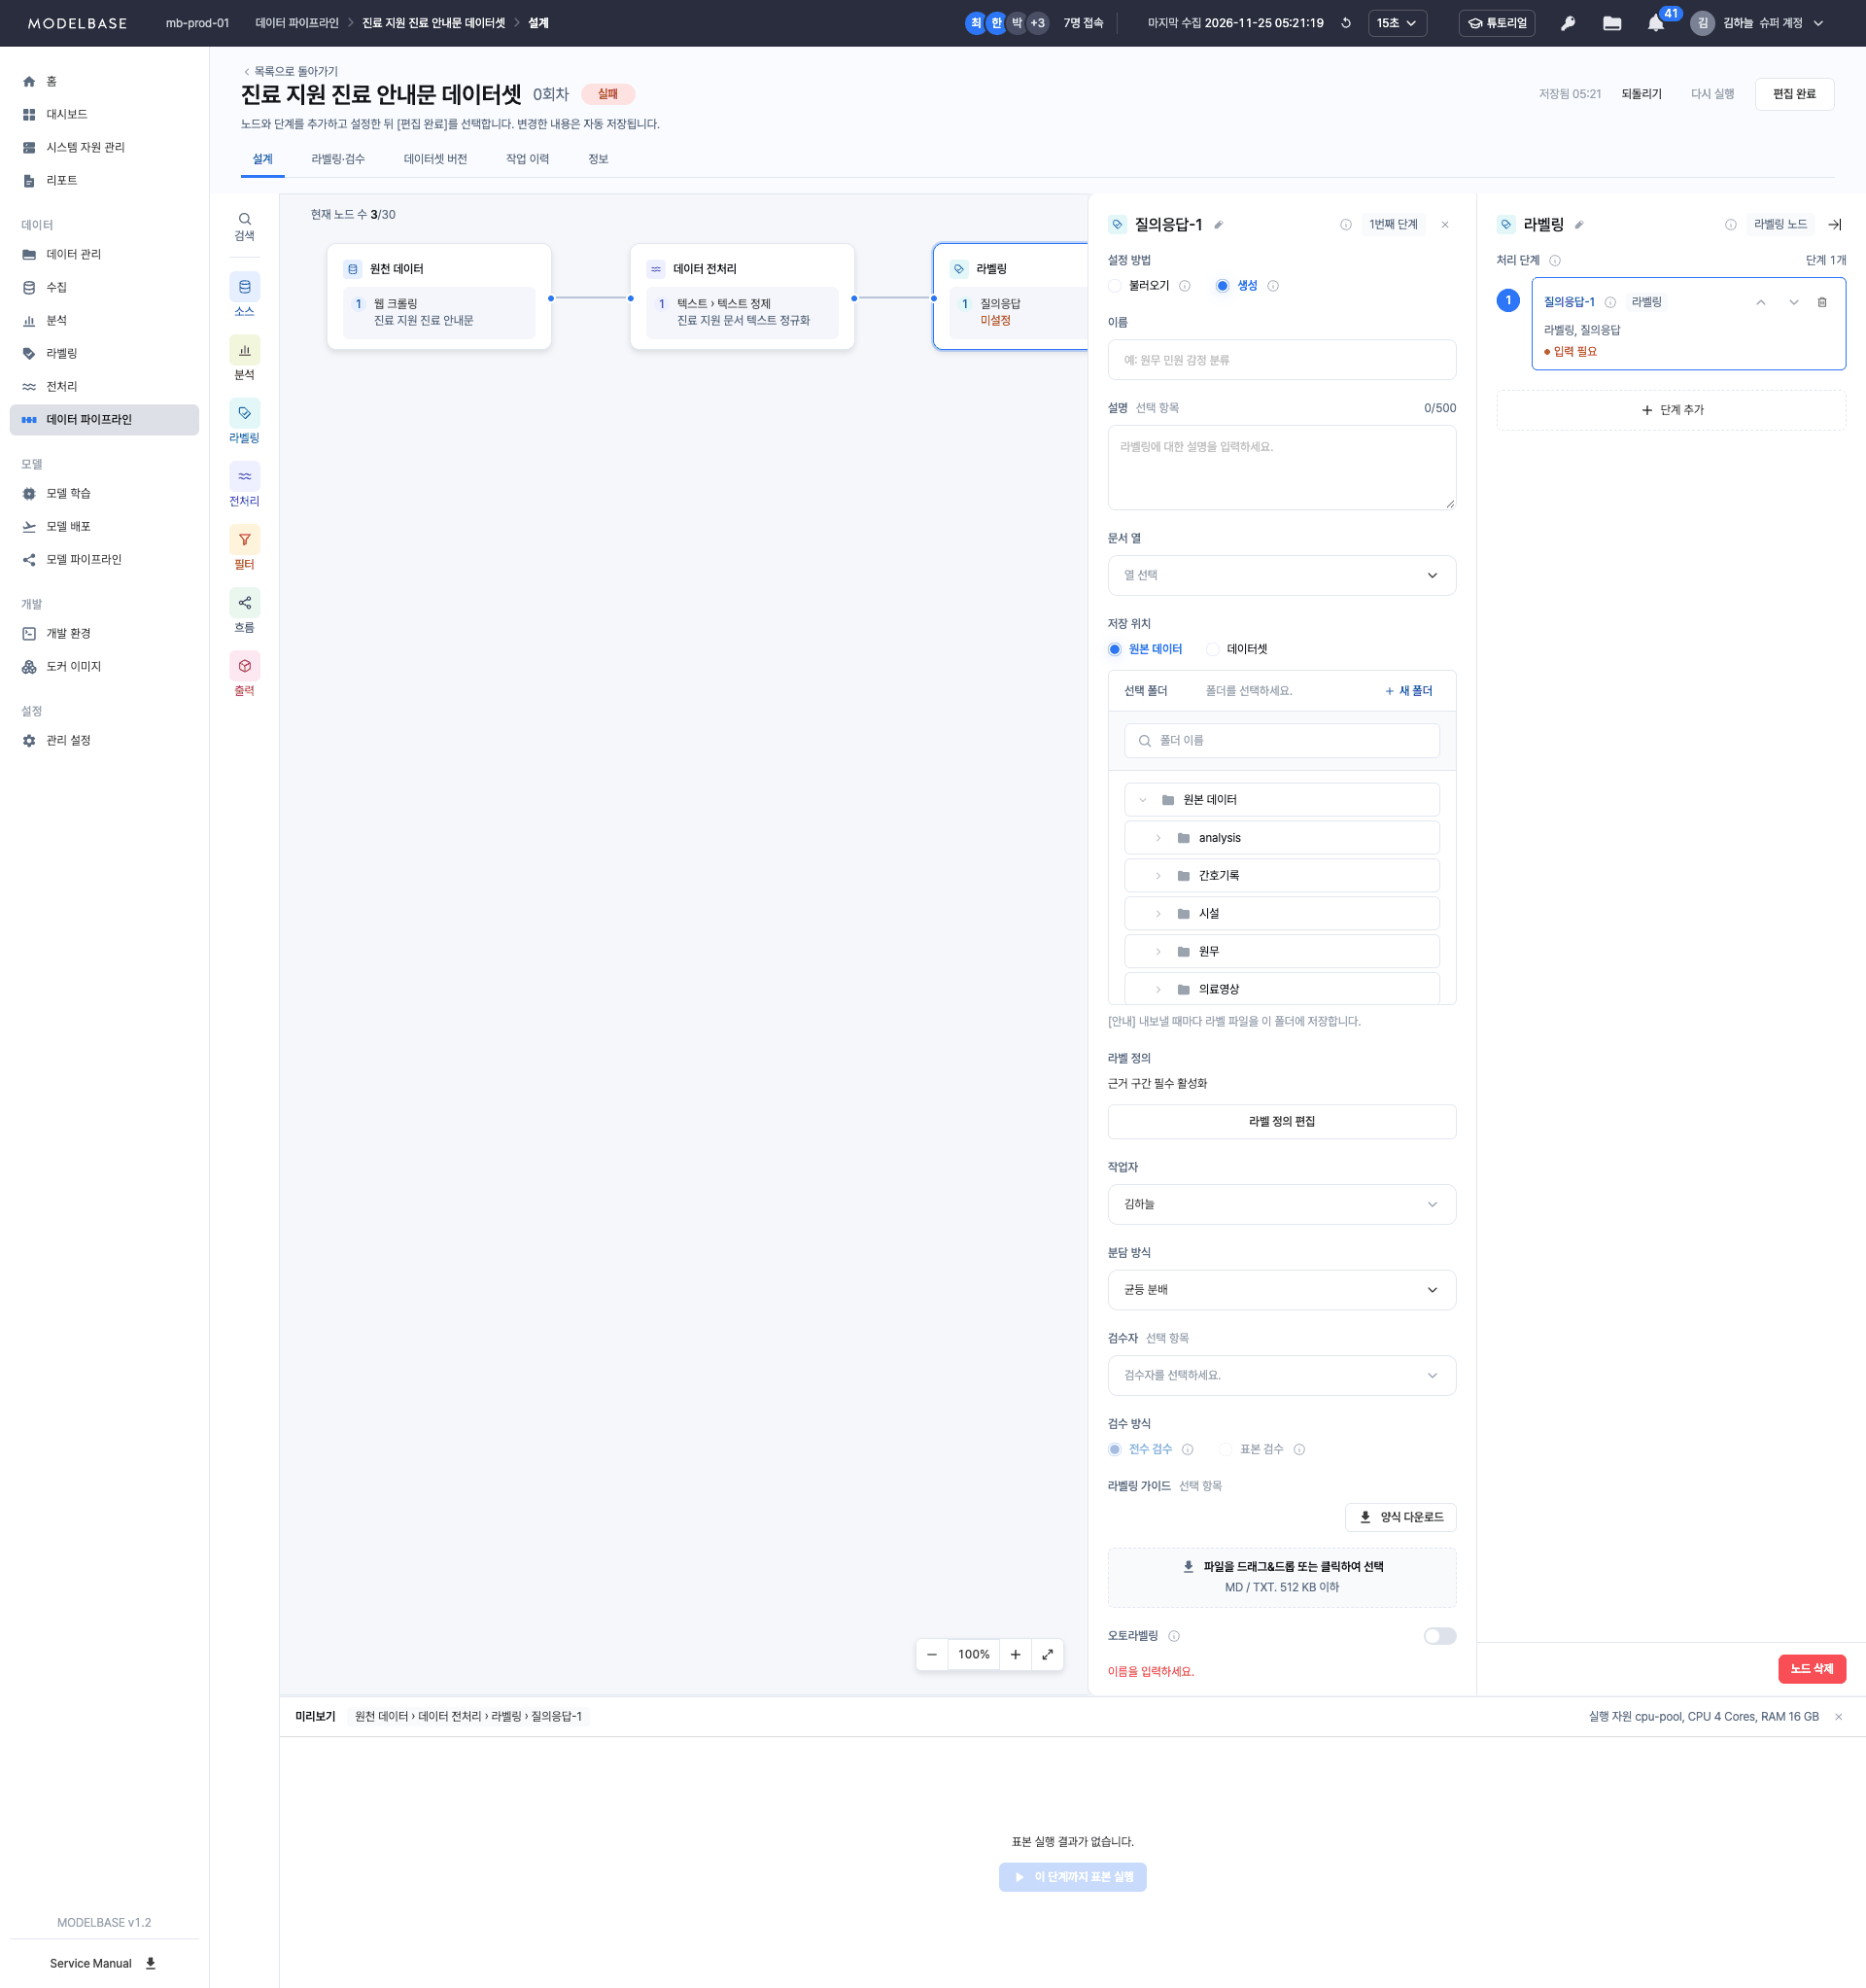 MODELBASE
mb-prod-01
데이터 파이프라인 > 진료 지원 진료 안내문 데이터셋 > 설계
최 한 박 +3 7명 접속
마지막 수집 2026-11-25 05:21:19
15초
튜토리얼
41
김 김하늘 슈퍼 계정
홈
대시보드
시스템 자원 관리
리포트
데이터
데이터 관리
수집
분석
라벨링
전처리
데이터 파이프라인
모델
모델 학습
모델 배포
모델 파이프라인
개발
개발 환경
도커 이미지
설정
관리 설정
MODELBASE v1.2
Service Manual
목록으로 돌아가기
진료 지원 진료 안내문 데이터셋 0회차 실패
노드와 단계를 추가하고 설정한 뒤 [편집 완료]를 선택합니다. 변경한 내용은 자동 저장됩니다.
저장됨 05:21 되돌리기 다시 실행 편집 완료
설계 라벨링·검수 데이터셋 버전 작업 이력 정보
검색
소스
분석
라벨링
전처리
필터
흐름
출력
현재 노드 수 3/30
원천 데이터
1 웹 크롤링
진료 지원 진료 안내문
데이터 전처리
1 텍스트 › 텍스트 정제
진료 지원 문서 텍스트 정규화
라벨링
1 질의응답
미설정
100%
질의응답-1 1번째 단계
설정 방법
불러오기 생성
이름
예: 원무 민원 감정 분류
설명 선택 항목 0/500
라벨링에 대한 설명을 입력하세요.
문서 열
열 선택
저장 위치
원본 데이터 데이터셋
선택 폴더 폴더를 선택하세요. + 새 폴더
폴더 이름
원본 데이터
analysis
간호기록
시설
원무
의료영상
[안내] 내보낼 때마다 라벨 파일을 이 폴더에 저장합니다.
라벨 정의
근거 구간 필수 활성화
라벨 정의 편집
작업자
김하늘
분담 방식
균등 분배
검수자 선택 항목
검수자를 선택하세요.
검수 방식
전수 검수 표본 검수
라벨링 가이드 선택 항목
양식 다운로드
파일을 드래그&드롭 또는 클릭하여 선택
MD / TXT. 512 KB 이하
오토라벨링
이름을 입력하세요.
라벨링 라벨링 노드
처리 단계 단계 1개
1 질의응답-1 라벨링
라벨링, 질의응답
입력 필요
+ 단계 추가
노드 삭제
미리보기 원천 데이터 › 데이터 전처리 › 라벨링 › 질의응답-1
실행 자원 cpu-pool, CPU 4 Cores, RAM 16 GB
표본 실행 결과가 없습니다.
이 단계까지 표본 실행